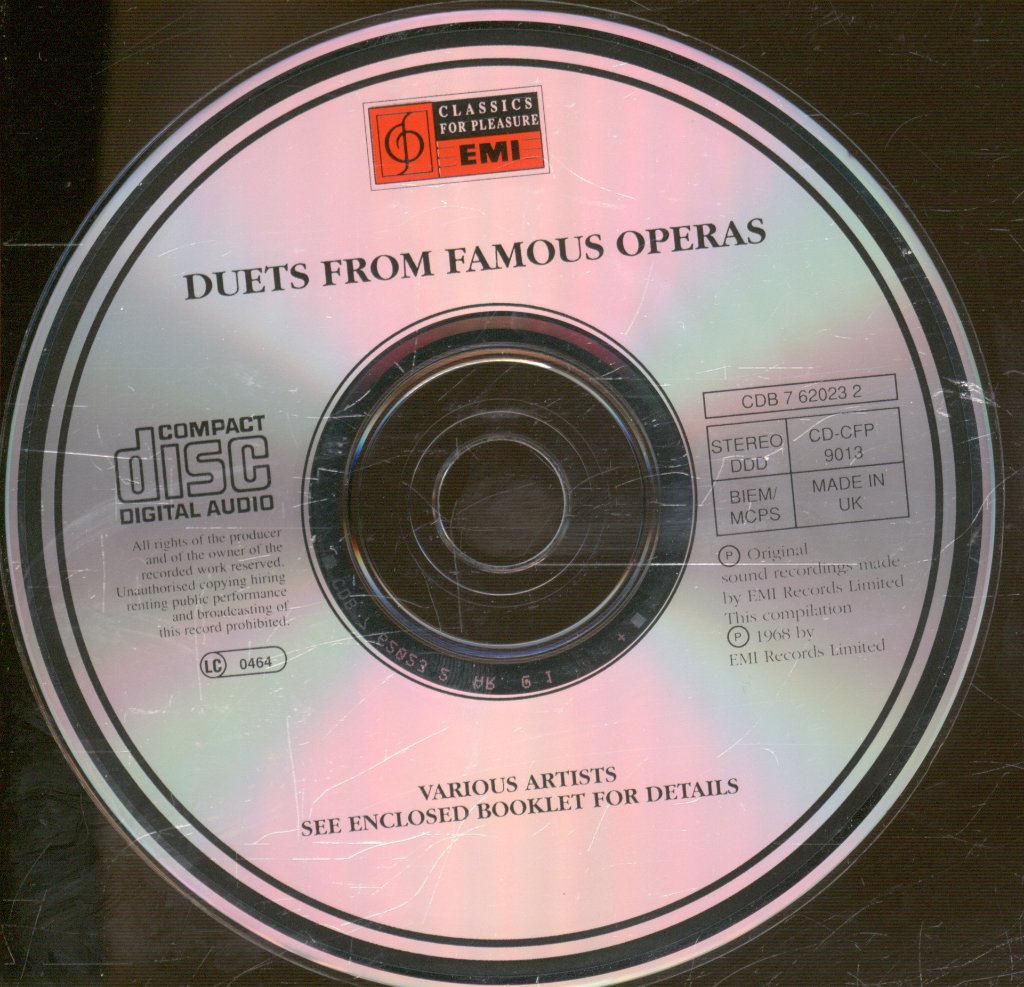 CLASSICS
FOR PLEASURE
EMI
DUETS FROM FAMOUS OPERAS
COMPACT
disc
DIGITAL AUDIO
All rights of the producer
and of the owner of the
recorded work reserved.
Unauthorised copying hiring
renting public performance
and broadcasting of
this record prohibited.
LC 0464
CDB 7 62023 2
STEREO
DDD
CD-CFP
9013
BIEM/
MCPS
MADE IN
UK
Ⓟ Original
sound recordings made
by EMI Records Limited
This compilation
Ⓟ 1968 by
EMI Records Limited
VARIOUS ARTISTS
SEE ENCLOSED BOOKLET FOR DETAILS